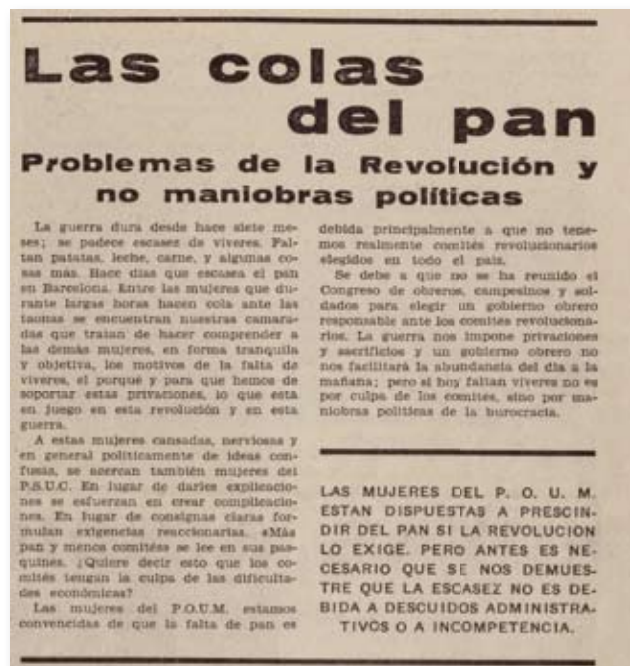 Las colas
del pan
Problemas de la Revolución y
no maniobras políticas
La guerra dura desde hace siete me-
ses; se padece escasez de víveres. Fal-
tan patatas, leche, carne, y algunas co-
sas más. Hace días que escasea el pan
en Barcelona. Entre las mujeres que du-
rante largas horas hacen cola ante las
taonas se encuentran nuestras camara-
das que tratan de hacer comprender a
las demás mujeres, en forma tranquila
y objetiva, los motivos de la falta de
víveres, el porqué y para que hemos de
soportar estas privaciones, lo que está
en juego en esta revolución y en esta
guerra.
A estas mujeres cansadas, nerviosas y
en general políticamente de ideas con-
fusas, se acercan también mujeres del
P.S.U.C. En lugar de darles explicacio-
nes se esfuerzan en crear complicacio-
nes. En lugar de consignas claras for-
mulan exigencias reaccionarias. «Más
pan y menos comités» se lee en sus pas-
quines. ¿Quiere decir esto que los co-
mités tengan la culpa de las dificulta-
des económicas?
Las mujeres del P.O.U.M. estamos
convencidas de que la falta de pan es
debida principalmente a que no tene-
mos realmente comités revolucionarios
elegidos en todo el país.
Se debe a que no se ha reunido el
Congreso de obreros, campesinos y sol-
dados para elegir un gobierno obrero
responsable ante los comités revoluciona-
rios. La guerra nos impone privaciones
y sacrificios y un gobierno obrero no
nos facilitará la abundancia del día a la
mañana; pero si hoy faltan víveres no es
por culpa de los comités, sino por ma-
niobras políticas de la burocracia.
LAS MUJERES DEL P. O. U. M.
ESTAN DISPUESTAS A PRESCIN-
DIR DEL PAN SI LA REVOLUCION
LO EXIGE. PERO ANTES ES NE-
CESARIO QUE SE NOS DEMUES-
TRE QUE LA ESCASEZ NO ES DE-
BIDA A DESCUIDOS ADMINISTRA-
TIVOS O A INCOMPETENCIA.